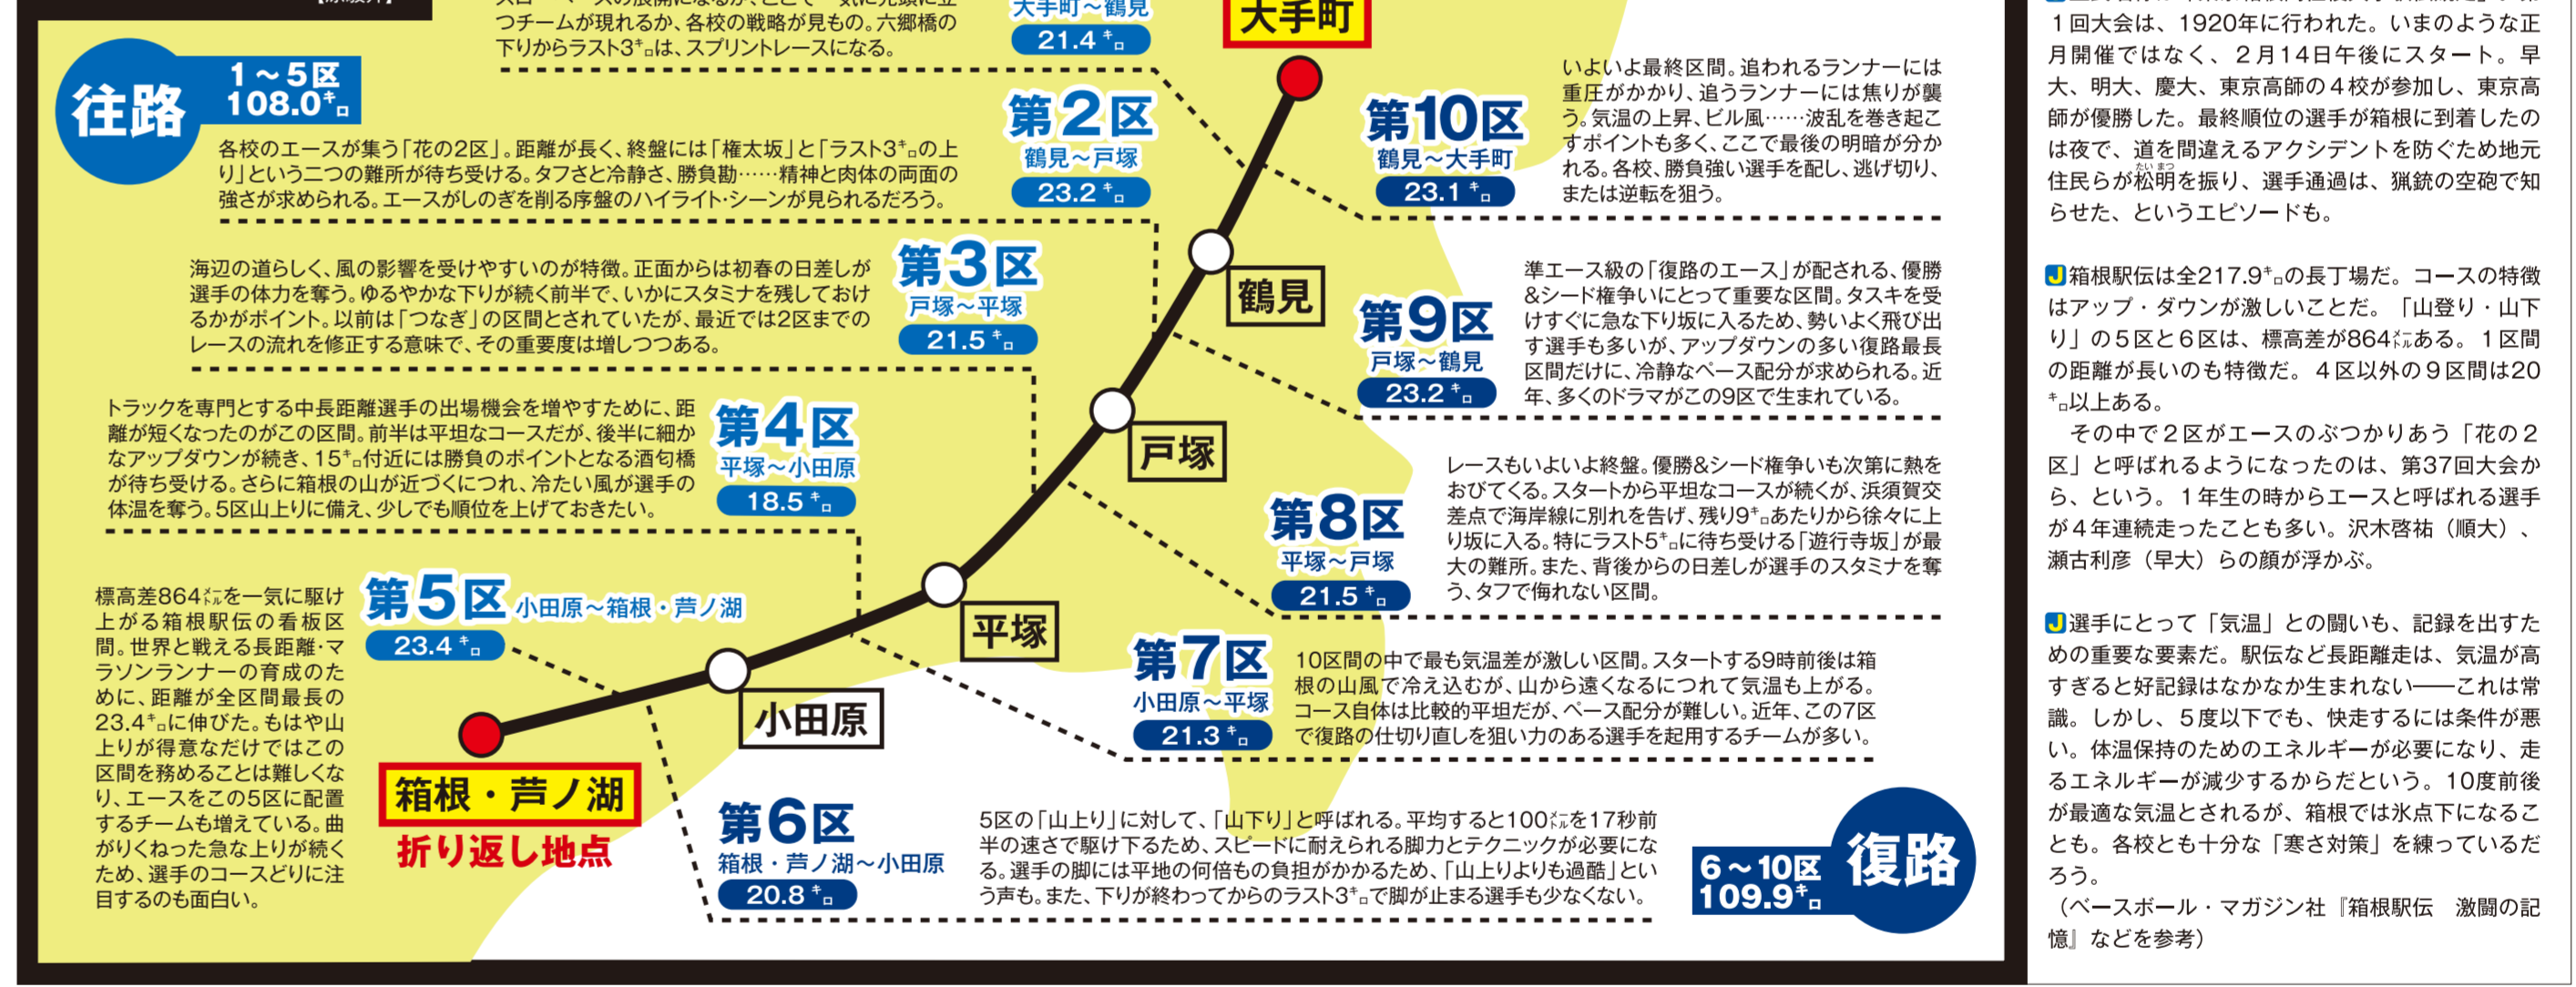 つチームが現れるか、各校の戦略が見もの。六郷橋の
下りからラスト3㌔は、スプリントレースになる。
大手町～鶴見
21.4㌔
大手町
往路
1～5区
108.0㌔
各校のエースが集う「花の2区」。距離が長く、終盤には「権太坂」と「ラスト3㌔の上
り」という二つの難所が待ち受ける。タフさと冷静さ、勝負勘……精神と肉体の両面の
強さが求められる。エースがしのぎを削る序盤のハイライト・シーンが見られるだろう。
第2区
鶴見～戸塚
23.2㌔
第10区
鶴見～大手町
23.1㌔
いよいよ最終区間。追われるランナーには
重圧がかかり、追うランナーには焦りが襲
う。気温の上昇、ビル風……波乱を巻き起こ
すポイントも多く、ここで最後の明暗が分か
れる。各校、勝負強い選手を配し、逃げ切り、
または逆転を狙う。
海辺の道らしく、風の影響を受けやすいのが特徴。正面からは初春の日差しが
選手の体力を奪う。ゆるやかな下りが続く前半で、いかにスタミナを残しておけ
るかがポイント。以前は「つなぎ」の区間とされていたが、最近では2区までの
レースの流れを修正する意味で、その重要度は増しつつある。
第3区
戸塚～平塚
21.5㌔
鶴見
第9区
戸塚～鶴見
23.2㌔
準エース級の「復路のエース」が配される、優勝
&シード権争いにとって重要な区間。タスキを受
けすぐに急な下り坂に入るため、勢いよく飛び出
す選手も多いが、アップダウンの多い復路最長
区間だけに、冷静なペース配分が求められる。近
年、多くのドラマがこの9区で生まれている。
トラックを専門とする中長距離選手の出場機会を増やすために、距
離が短くなったのがこの区間。前半は平坦なコースだが、後半に細か
なアップダウンが続き、15㌔付近には勝負のポイントとなる酒匂橋
が待ち受ける。さらに箱根の山が近づくにつれ、冷たい風が選手の
体温を奪う。5区山上りに備え、少しでも順位を上げておきたい。
第4区
平塚～小田原
18.5㌔
戸塚
第8区
平塚～戸塚
21.5㌔
レースもいよいよ終盤。優勝&シード権争いも次第に熱を
おびてくる。スタートから平坦なコースが続くが、浜須賀交
差点で海岸線に別れを告げ、残り9㌔あたりから徐々に上
り坂に入る。特にラスト5㌔に待ち受ける「遊行寺坂」が最
大の難所。また、背後からの日差しが選手のスタミナを奪
う、タフで侮れない区間。
標高差864㍍を一気に駆け
上がる箱根駅伝の看板区
間。世界と戦える長距離・マ
ラソンランナーの育成のた
めに、距離が全区間最長の
23.4㌔に伸びた。もはや山
上りが得意なだけではこの
区間を務めることは難しくな
り、エースをこの5区に配置
するチームも増えている。曲
がりくねった急な上りが続く
ため、選手のコースどりに注
目するのも面白い。
第5区 小田原～箱根・芦ノ湖
23.4㌔
平塚
小田原
箱根・芦ノ湖
折り返し地点
第7区
小田原～平塚
21.3㌔
10区間の中で最も気温差が激しい区間。スタートする9時前後は箱
根の山風で冷え込むが、山から遠くなるにつれて気温も上がる。
コース自体は比較的平坦だが、ペース配分が難しい。近年、この7区
で復路の仕切り直しを狙い力のある選手を起用するチームが多い。
第6区
箱根・芦ノ湖～小田原
20.8㌔
5区の「山上り」に対して、「山下り」と呼ばれる。平均すると100㍍を17秒前
半の速さで駆け下るため、スピードに耐えられる脚力とテクニックが必要にな
る。選手の脚には平地の何倍もの負担がかかるため、「山上りよりも過酷」とい
う声も。また、下りが終わってからのラスト3㌔で脚が止まる選手も少なくない。
6～10区
109.9㌔
復路
1回大会は、1920年に行われた。いまのような正
月開催ではなく、2月14日午後にスタート。早
大、明大、慶大、東京高師の4校が参加し、東京高
師が優勝した。最終順位の選手が箱根に到着したの
は夜で、道を間違えるアクシデントを防ぐため地元
たいまつ
住民らが松明を振り、選手通過は、猟銃の空砲で知
らせた、というエピソードも。
J箱根駅伝は全217.9㌔の長丁場だ。コースの特徴
はアップ・ダウンが激しいことだ。「山登り・山下
り」の5区と6区は、標高差が864㍍ある。1区間
の距離が長いのも特徴だ。4区以外の9区間は20
㌔以上ある。
その中で2区がエースのぶつかりあう「花の2
区」と呼ばれるようになったのは、第37回大会か
ら、という。1年生の時からエースと呼ばれる選手
が4年連続走ったことも多い。沢木啓祐（順大）、
瀬古利彦（早大）らの顔が浮かぶ。
J選手にとって「気温」との闘いも、記録を出すた
めの重要な要素だ。駅伝など長距離走は、気温が高
すぎると好記録はなかなか生まれない――これは常
識。しかし、5度以下でも、快走するには条件が悪
い。体温保持のためのエネルギーが必要になり、走
るエネルギーが減少するからだという。10度前後
が最適な気温とされるが、箱根では氷点下になるこ
とも。各校とも十分な「寒さ対策」を練っているだ
ろう。
（ベースボール・マガジン社『箱根駅伝 激闘の記
憶』などを参考）